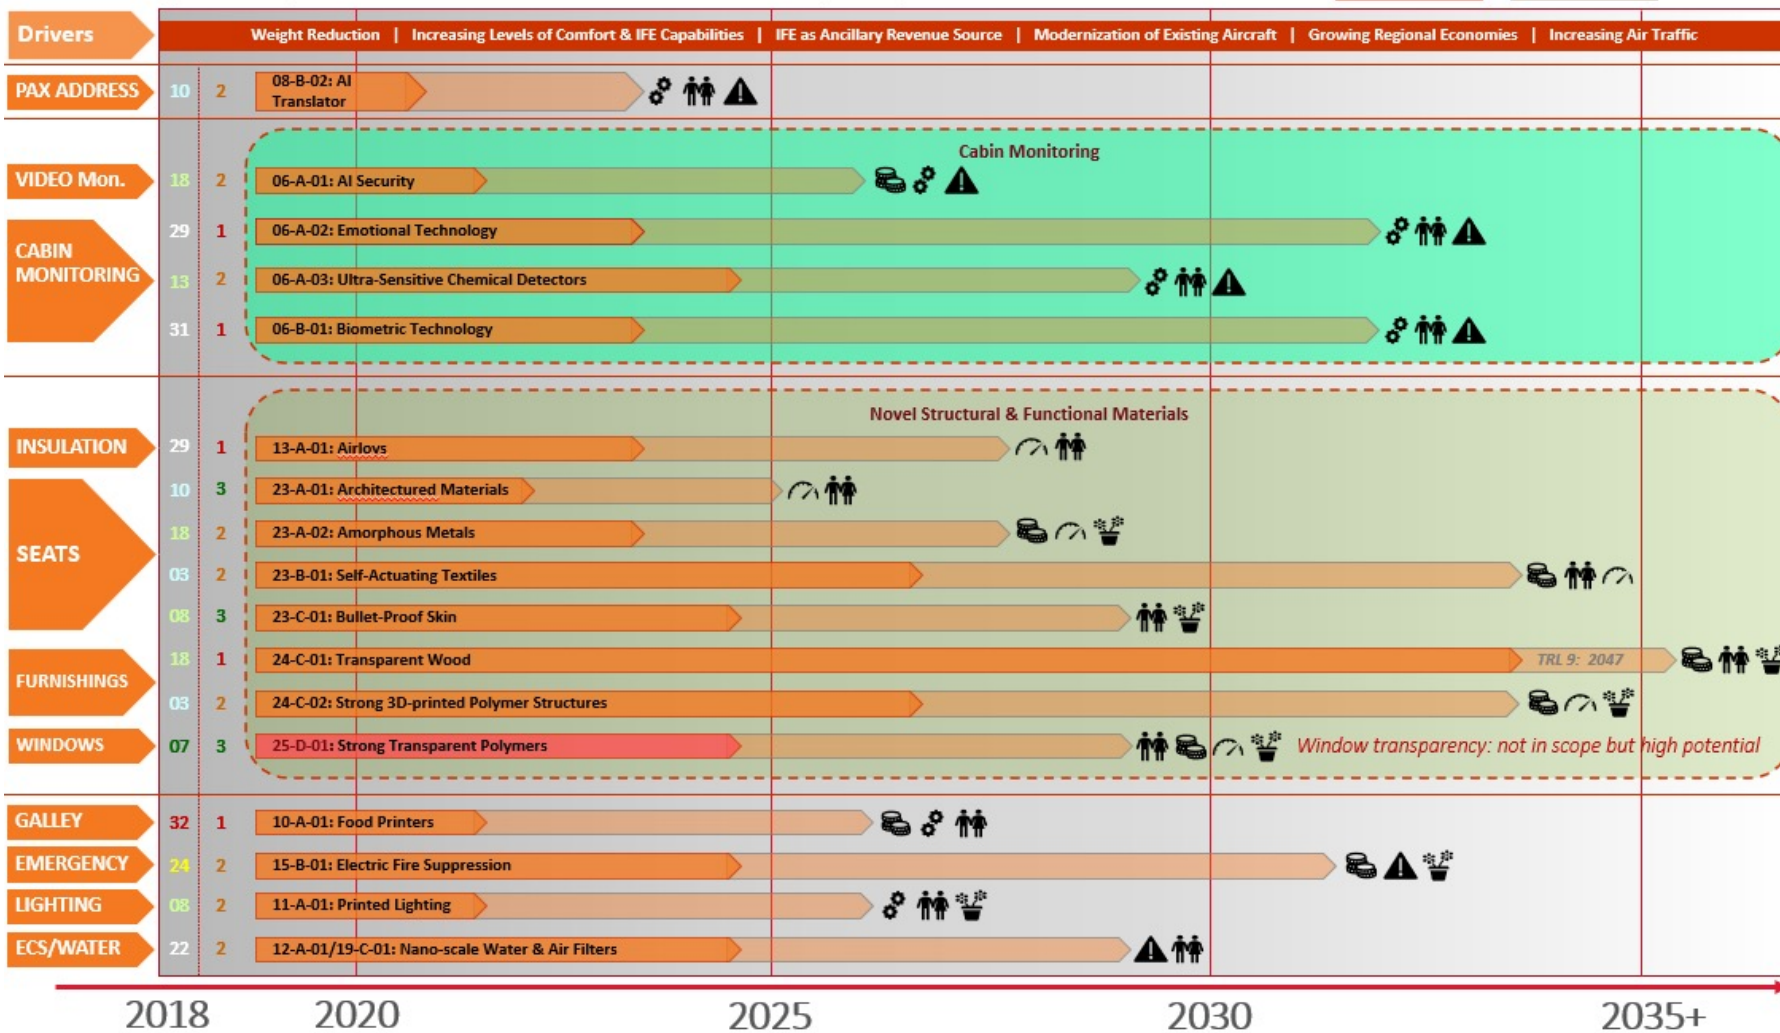 Drivers
Weight Reduction | Increasing Levels of Comfort & IFE Capabilities | IFE as Ancillary Revenue Source | Modernization of Existing Aircraft | Growing Regional Economies | Increasing Air Traffic
PAX ADDRESS 10 2 08-B-02: AI
Translator
Cabin Monitoring
VIDEO Mon. 18 2 06-A-01: AI Security
CABIN
MONITORING
29 1 06-A-02: Emotional Technology
13 2 06-A-03: Ultra-Sensitive Chemical Detectors
31 1 06-B-01: Biometric Technology
Novel Structural & Functional Materials
INSULATION 29 1 13-A-01: Airlovs
SEATS
10 3 23-A-01: Architectured Materials
18 2 23-A-02: Amorphous Metals
03 2 23-B-01: Self-Actuating Textiles
08 3 23-C-01: Bullet-Proof Skin
FURNISHINGS
18 1 24-C-01: Transparent Wood TRL 9: 2047
03 2 24-C-02: Strong 3D-printed Polymer Structures
WINDOWS 07 3 25-D-01: Strong Transparent Polymers Window transparency: not in scope but high potential
GALLEY 32 1 10-A-01: Food Printers
EMERGENCY 24 2 15-B-01: Electric Fire Suppression
LIGHTING 08 2 11-A-01: Printed Lighting
ECS/WATER 22 2 12-A-01/19-C-01: Nano-scale Water & Air Filters
2018 2020 2025 2030 2035+